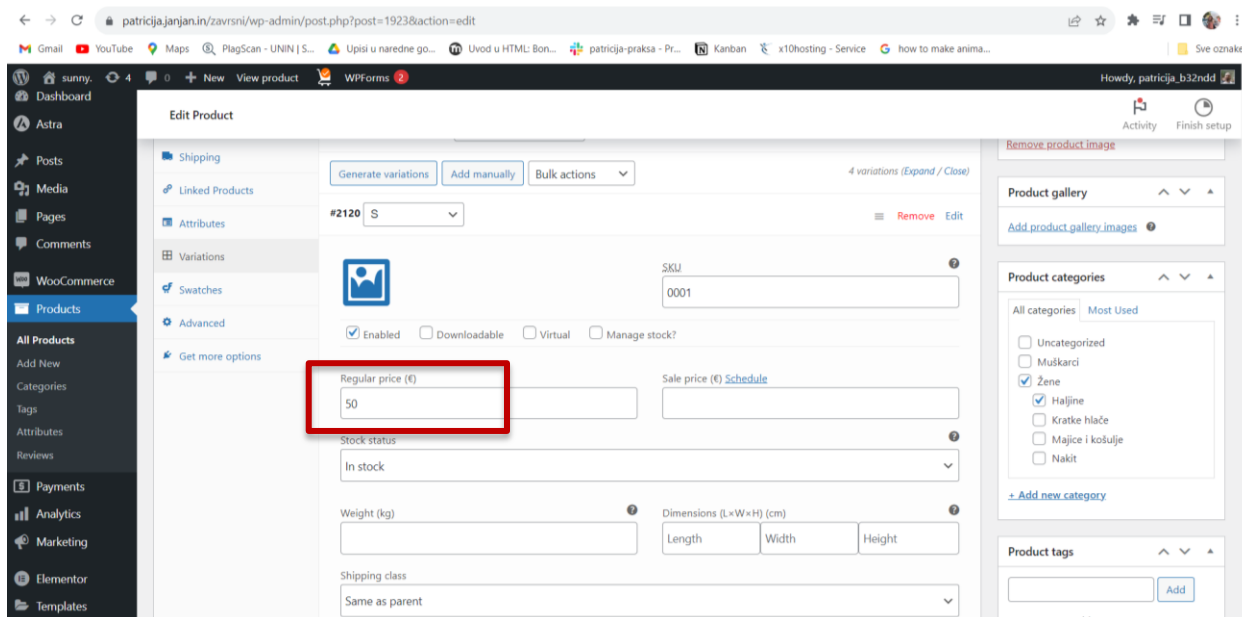 patricija.janjan.in/zavrsni/wp-admin/post.php?post=1923&action=edit
Gmail YouTube Maps PlagScan - UNIN | S... Upisi u naredne go... Uvod u HTML: Bon... patricija-praksa - Pr... Kanban x10hosting - Service how to make anima... Sve oznake
sunny. 4 0 New View product WPForms 2 Howdy, patricija_b32ndd
Dashboard
Astra
Posts
Media
Pages
Comments
WooCommerce
Products
All Products
Add New
Categories
Tags
Attributes
Reviews
Payments
Analytics
Marketing
Elementor
Templates
Edit Product
Activity
Finish setup
Shipping
Linked Products
Attributes
Variations
Swatches
Advanced
Get more options
Generate variations Add manually Bulk actions 4 variations (Expand / Close)
#2120 S Remove Edit
SKU
0001
Enabled Downloadable Virtual Manage stock?
Regular price (€) Sale price (€) Schedule
50
Stock status
In stock
Weight (kg) Dimensions (L×W×H) (cm)
Length Width Height
Shipping class
Same as parent
Remove product image
Product gallery
Add product gallery images
Product categories
All categories Most Used
Uncategorized
Muškarci
Žene
Haljine
Kratke hlače
Majice i košulje
Nakit
+ Add new category
Product tags
Add